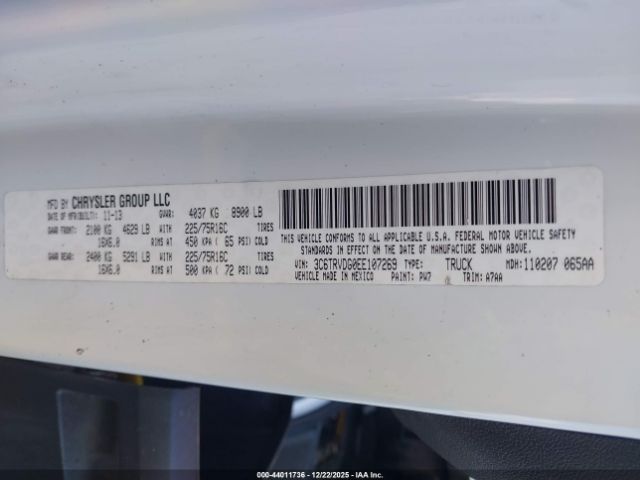 MFD BY CHRYSLER GROUP LLC
DATE OF MFR(BUILT): 11-13 GVWR: 4037 KG 8900 LB
GAWR FRONT: 2100 KG 4629 LB WITH 225/75R16C TIRES
16X6.0 RIMS AT 450 KPA ( 65 PSI) COLD
GAWR REAR: 2400 KG 5291 LB WITH 225/75R16C TIRES
16X6.0 RIMS AT 500 KPA ( 72 PSI) COLD
THIS VEHICLE CONFORMS TO ALL APPLICABLE U.S.A. FEDERAL MOTOR VEHICLE SAFETY
STANDARDS IN EFFECT ON THE DATE OF MANUFACTURE SHOWN ABOVE.
VIN: 3C6TRVDG0EE107269 TYPE: TRUCK MDH: 110207 065AA
VEHICLE MADE IN MEXICO PAINT: PW7 TRIM: A7AA
000-44011736 - 12/22/2025 - IAA Inc.